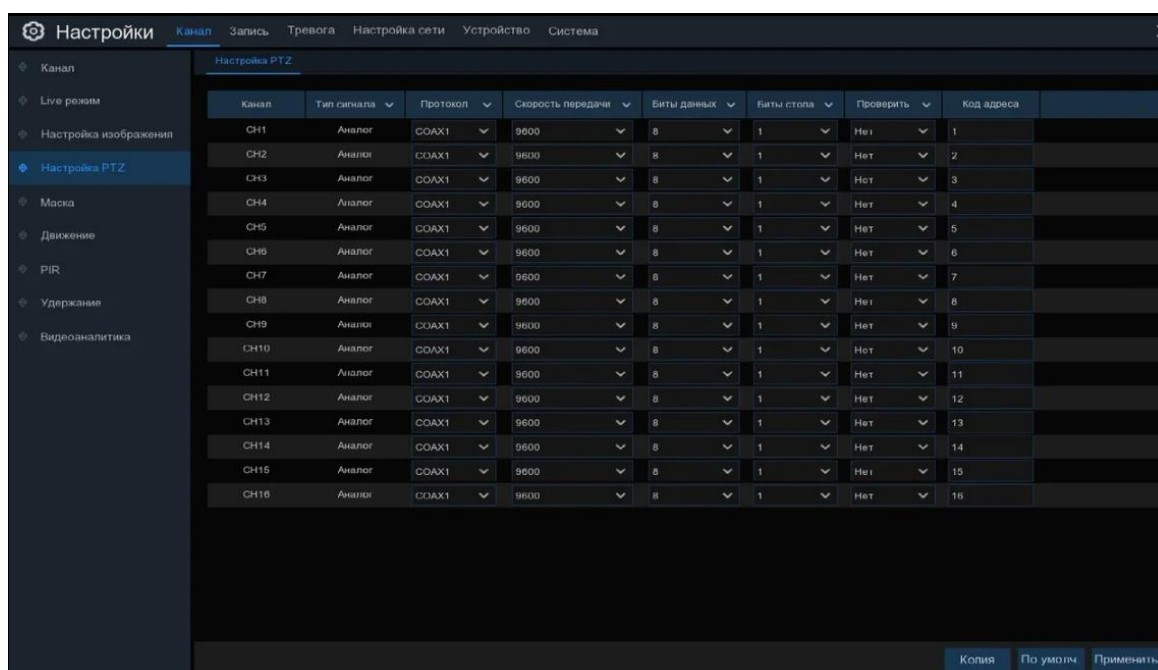 Настройки Канал Запись Тревога Настройка сети Устройство Система
Канал
Live режим
Настройка изображения
Настройка PTZ
Маска
Движение
PIR
Удержание
Видеоаналитика
Настройка PTZ
Канал Тип сигнала Протокол Скорость передачи Биты данных Биты стопа Проверить Код адреса
CH1 Аналог COAX1 9600 8 1 Нет 1
CH2 Аналог COAX1 9600 8 1 Нет 2
CH3 Аналог COAX1 9600 8 1 Нет 3
CH4 Аналог COAX1 9600 8 1 Нет 4
CH5 Аналог COAX1 9600 8 1 Нет 5
CH6 Аналог COAX1 9600 8 1 Нет 6
CH7 Аналог COAX1 9600 8 1 Нет 7
CH8 Аналог COAX1 9600 8 1 Нет 8
CH9 Аналог COAX1 9600 8 1 Нет 9
CH10 Аналог COAX1 9600 8 1 Нет 10
CH11 Аналог COAX1 9600 8 1 Нет 11
CH12 Аналог COAX1 9600 8 1 Нет 12
CH13 Аналог COAX1 9600 8 1 Нет 13
CH14 Аналог COAX1 9600 8 1 Нет 14
CH15 Аналог COAX1 9600 8 1 Нет 15
CH16 Аналог COAX1 9600 8 1 Нет 16
Копия По умолч. Применить